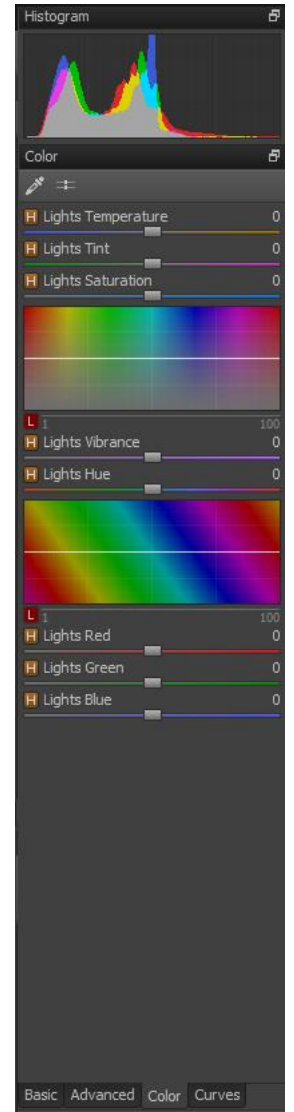 Histogram
Color
H Lights Temperature 0
H Lights Tint 0
H Lights Saturation 0
L 1 100
H Lights Vibrance 0
H Lights Hue 0
L 1 100
H Lights Red 0
H Lights Green 0
H Lights Blue 0
Basic Advanced Color Curves